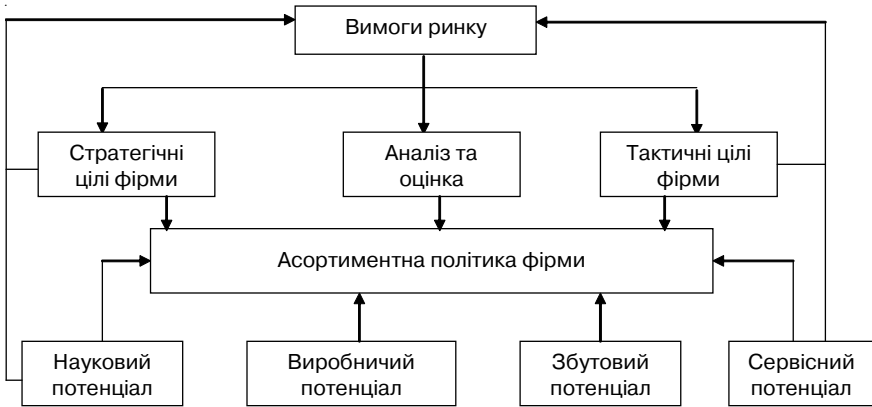 Вимоги ринку
Стратегічні
цілі фірми
Аналіз та
оцінка
Тактичні цілі
фірми
Асортиментна політика фірми
Науковий
потенціал
Виробничий
потенціал
Збутовий
потенціал
Сервісний
потенціал